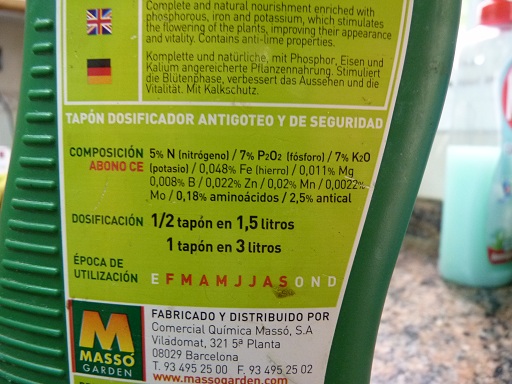 Complete and natural nourishment enriched with
phosphorous, iron and potassium, which stimulates
the flowering of the plants, improving their appearance
and vitality. Contains anti-lime properties.
Komplette und natürliche, mit Phosphor, Eisen und
Kalium angereicherte Pflanzennahrung. Stimuliert
die Blütenphase, verbessert das Aussehen und die
Vitalität. Mit Kalkschutz.
TAPÓN DOSIFICADOR ANTIGOTEO Y DE SEGURIDAD
COMPOSICIÓN 5% N (nitrógeno) / 7% P2O2 (fósforo) / 7% K2O
ABONO CE (potasio) / 0,048% Fe (hierro) / 0,011% Mg
0,008% B / 0,022% Zn / 0,02% Mn / 0,0022%
Mo / 0,18% aminoácidos / 2,5% antical
DOSIFICACIÓN 1/2 tapón en 1,5 litros
1 tapón en 3 litros
ÉPOCA DE
UTILIZACIÓN E F M A M J J A S O N D
FABRICADO Y DISTRIBUIDO POR
Comercial Química Massó, S.A
Viladomat, 321 5ª Planta
08029 Barcelona
T. 93 495 25 00 F. 93 495 25 02
www.massogarden.com
M
MASSÓ
GARDEN